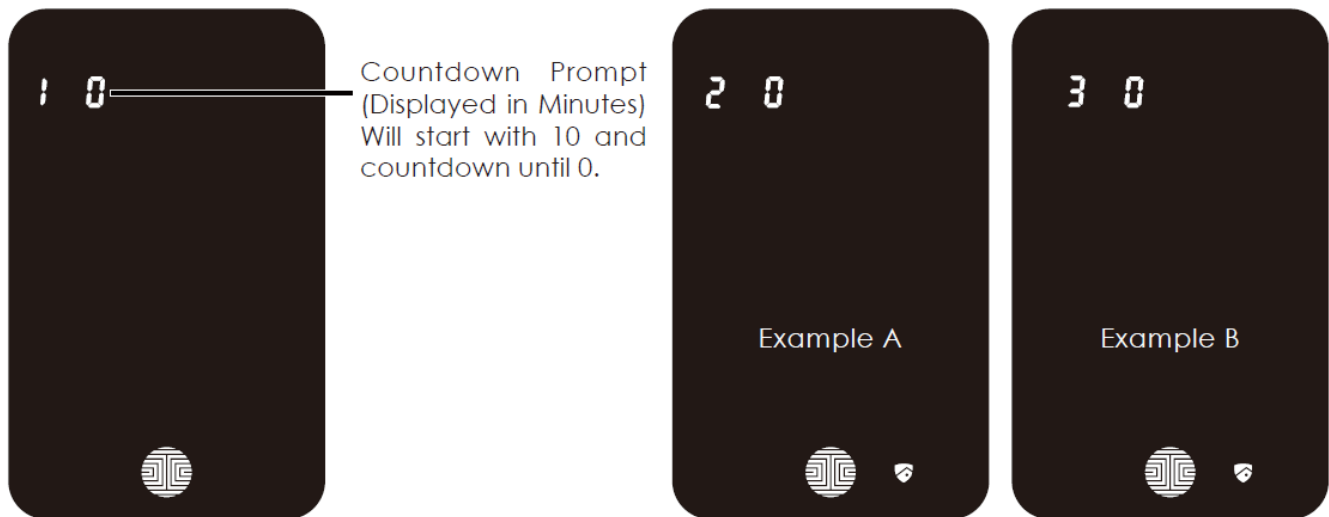 1 0
Countdown Prompt
(Displayed in Minutes)
Will start with 10 and
countdown until 0.
2 0
Example A
3 0
Example B